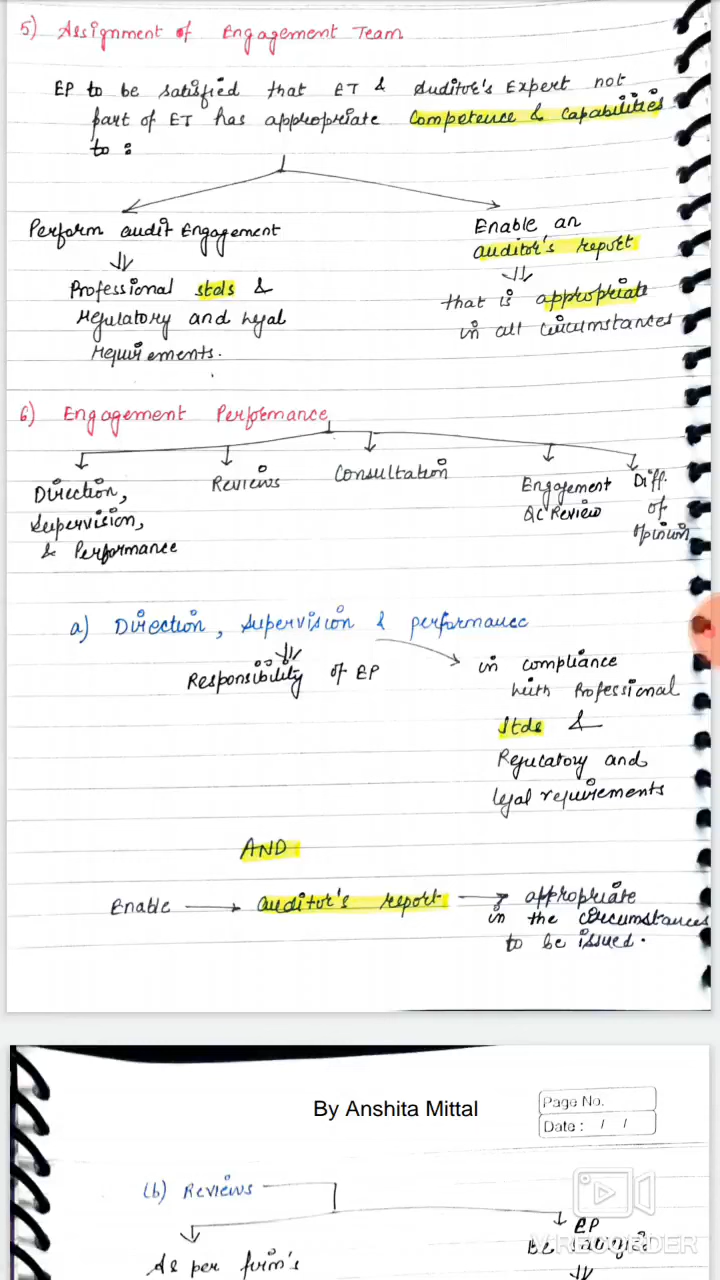 5) Assignment of Engagement Team
EP to be satisfied that ET & Auditor's Expert not
part of ET has appropriate Competence & Capabilities
to :
Perform audit Engagement
Professional stds &
regulatory and legal
requirements.
Enable an
auditor's report
that is appropriate
in all circumstances
6) Engagement Performance
Direction,
Supervision,
& Performance
Reviews
Consultation
Engagement
QC Review
Diff.
of
opinion
a) Direction, Supervision & performance
Responsibility of EP
in compliance
with Professional
Stds &
Regulatory and
legal requirements
AND
Enable → auditor's report → appropriate
in the circumstances
to be issued.
By Anshita Mittal
Page No.
Date : / /
(b) Reviews
As per firm's
EP
V RECORDER